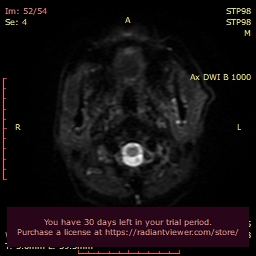 Im: 52/54
Se: 4
A
STP98
STP98
M
Ax DWI B 1000
R
L
You have 30 days left in your trial period.
Purchase a license at https://radiantviewer.com/store/